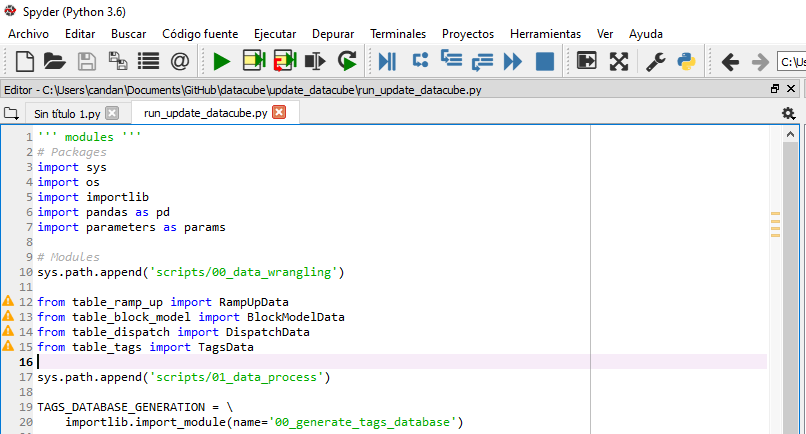 Spyder (Python 3.6)
Archivo Editar Buscar Código fuente Ejecutar Depurar Terminales Proyectos Herramientas Ver Ayuda
@
C:\Us
Editor - C:\Users\candan\Documents\GitHub\datacube\update_datacube\run_update_datacube.py
Sin título 1.py run_update_datacube.py
1 ''' modules '''
2 # Packages
3 import sys
4 import os
5 import importlib
6 import pandas as pd
7 import parameters as params
8
9 # Modules
10 sys.path.append('scripts/00_data_wrangling')
11
12 from table_ramp_up import RampUpData
13 from table_block_model import BlockModelData
14 from table_dispatch import DispatchData
15 from table_tags import TagsData
16
17 sys.path.append('scripts/01_data_process')
18
19 TAGS_DATABASE_GENERATION = \
20     importlib.import_module(name='00_generate_tags_database')